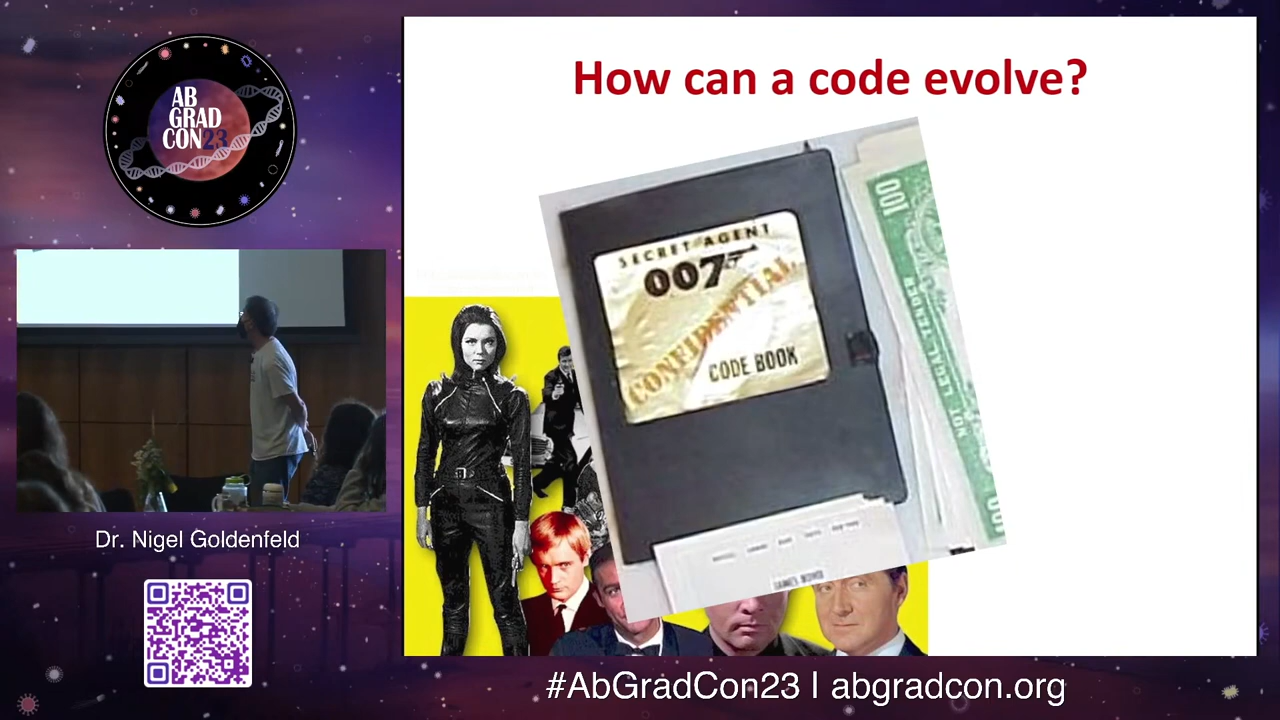 AB
GRAD
CON23
How can a code evolve?
SECRET AGENT
007
CONFIDENTIAL
CODE BOOK
100
NOT LEGAL TENDER
Dr. Nigel Goldenfeld
#AbGradCon23 | abgradcon.org